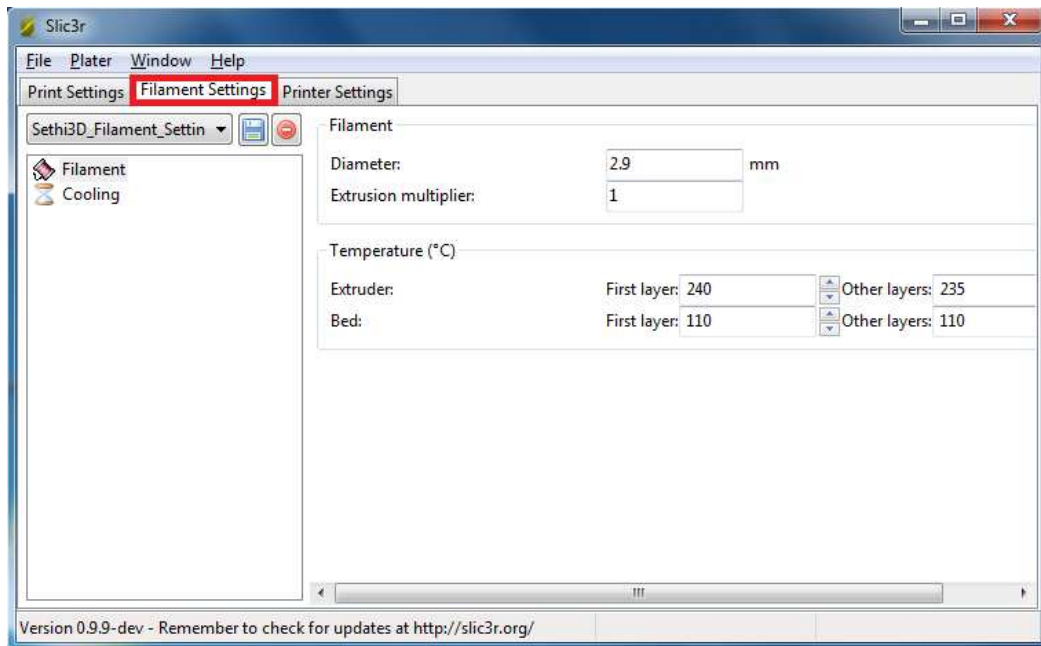 Slic3r
File Plater Window Help
Print Settings Filament Settings Printer Settings
Sethi3D_Filament_Settin
Filament
Cooling
Filament
Diameter: 2.9 mm
Extrusion multiplier: 1
Temperature (°C)
Extruder: First layer: 240 Other layers: 235
Bed: First layer: 110 Other layers: 110
Version 0.9.9-dev - Remember to check for updates at http://slic3r.org/